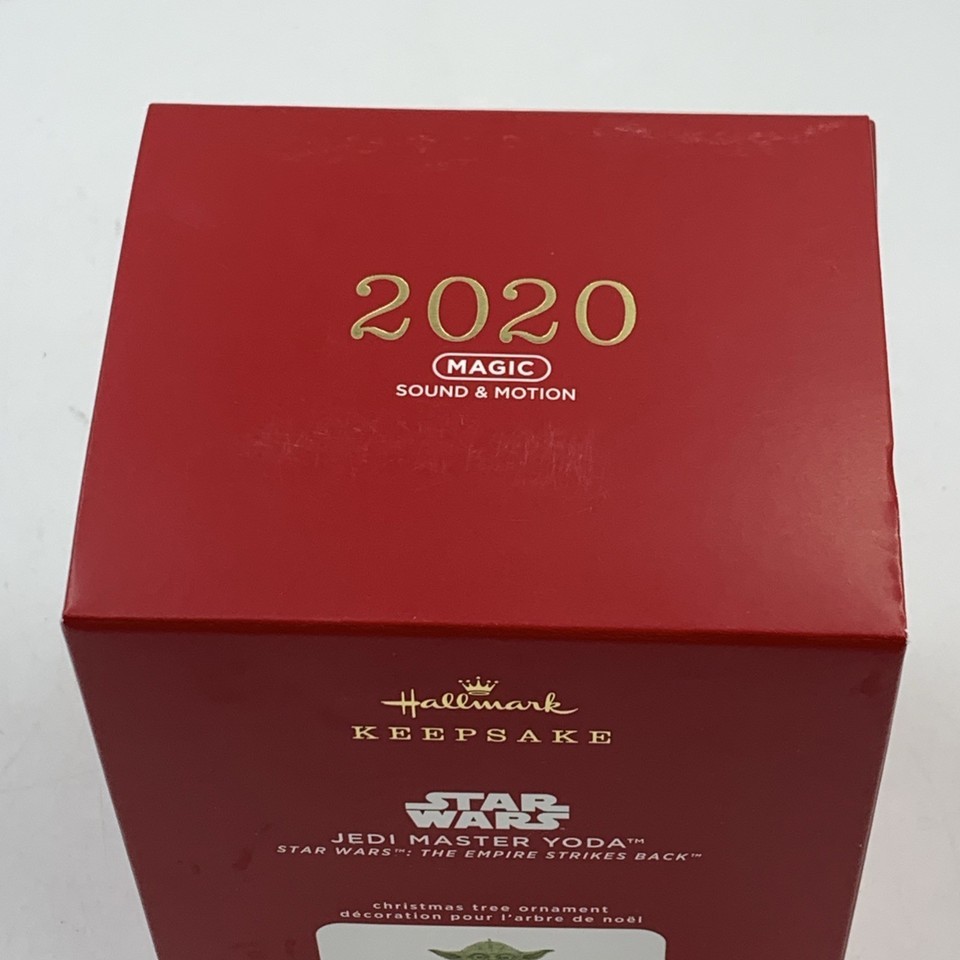 2020
MAGIC
SOUND & MOTION
Hallmark
KEEPSAKE
STAR
WARS
JEDI MASTER YODA™
STAR WARS™: THE EMPIRE STRIKES BACK™
christmas tree ornament
décoration pour l'arbre de noël